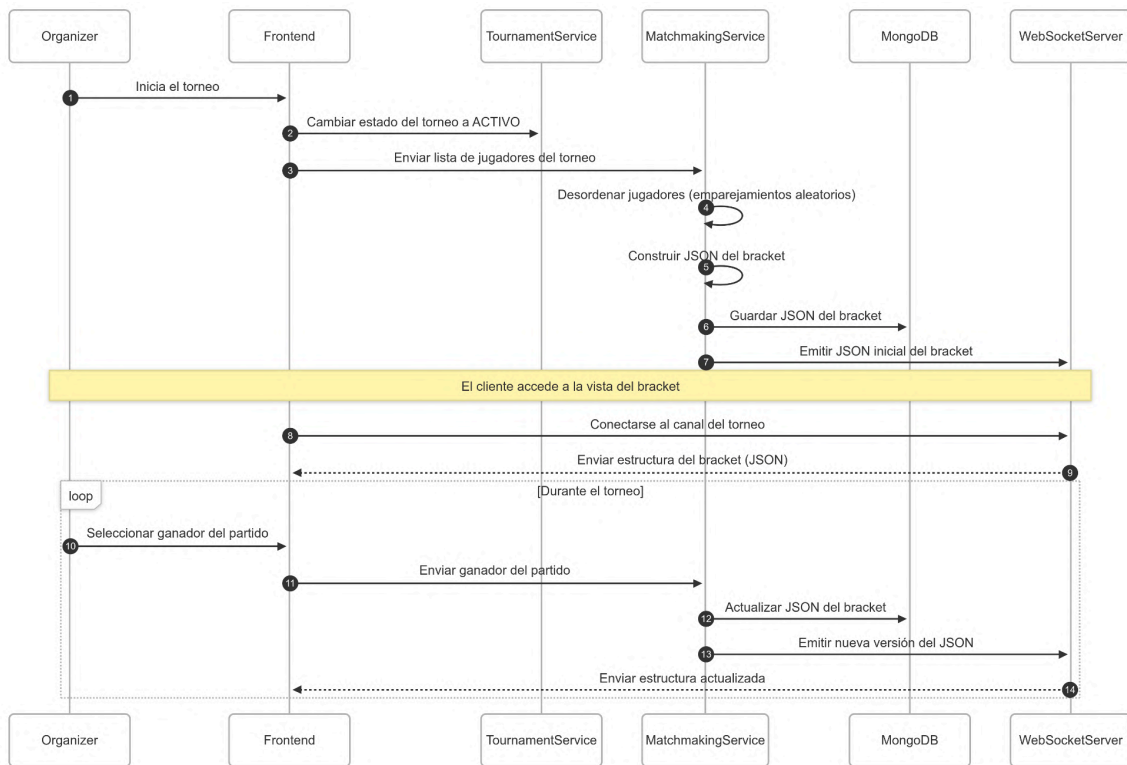 Organizer
Frontend
TournamentService
MatchmakingService
MongoDB
WebSocketServer
Inicia el torneo
1
Cambiar estado del torneo a ACTIVO
2
Enviar lista de jugadores del torneo
3
Desordenar jugadores (emparejamientos aleatorios)
4
Construir JSON del bracket
5
Guardar JSON del bracket
6
Emitir JSON inicial del bracket
7
El cliente accede a la vista del bracket
Conectarse al canal del torneo
8
Enviar estructura del bracket (JSON)
9
loop
[Durante el torneo]
Seleccionar ganador del partido
10
Enviar ganador del partido
11
Actualizar JSON del bracket
12
Emitir nueva versión del JSON
13
Enviar estructura actualizada
14
Organizer
Frontend
TournamentService
MatchmakingService
MongoDB
WebSocketServer